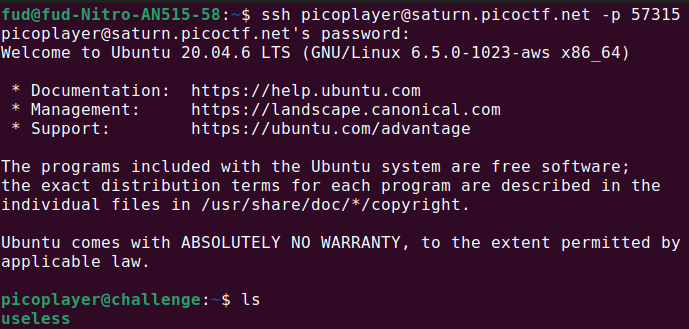 fud@fud-Nitro-AN515-58:~$ ssh picoplayer@saturn.picoctf.net -p 57315
picoplayer@saturn.picoctf.net's password:
Welcome to Ubuntu 20.04.6 LTS (GNU/Linux 6.5.0-1023-aws x86_64)
* Documentation:  https://help.ubuntu.com
* Management:     https://landscape.canonical.com
* Support:        https://ubuntu.com/advantage
The programs included with the Ubuntu system are free software;
the exact distribution terms for each program are described in the
individual files in /usr/share/doc/*/copyright.
Ubuntu comes with ABSOLUTELY NO WARRANTY, to the extent permitted by
applicable law.
picoplayer@challenge:~$ ls
useless